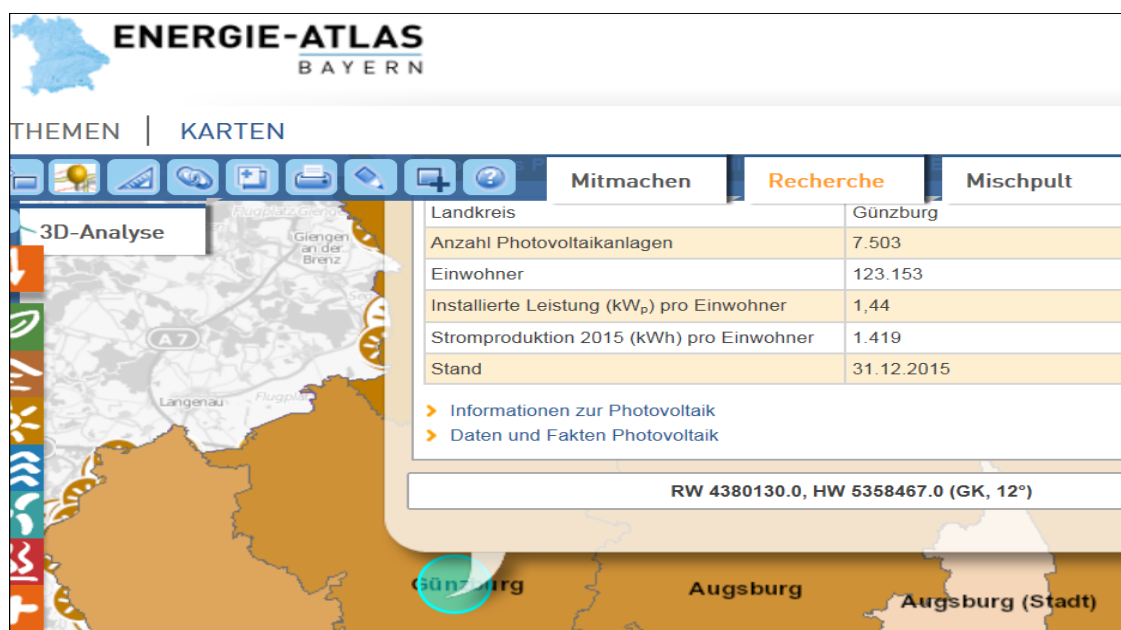 ENERGIE-ATLAS
BAYERN
THEMEN | KARTEN
Mitmachen Recherche Mischpult
3D-Analyse
Landkreis Günzburg
Anzahl Photovoltaikanlagen 7.503
Einwohner 123.153
Installierte Leistung (kWp) pro Einwohner 1,44
Stromproduktion 2015 (kWh) pro Einwohner 1.419
Stand 31.12.2015
Informationen zur Photovoltaik
Daten und Fakten Photovoltaik
RW 4380130.0, HW 5358467.0 (GK, 12°)
Flugplatz Gienge
Giengen
an der
Brenz
A 7
Langenau
Flugplat
Günzburg
Augsburg
Augsburg (Stadt)